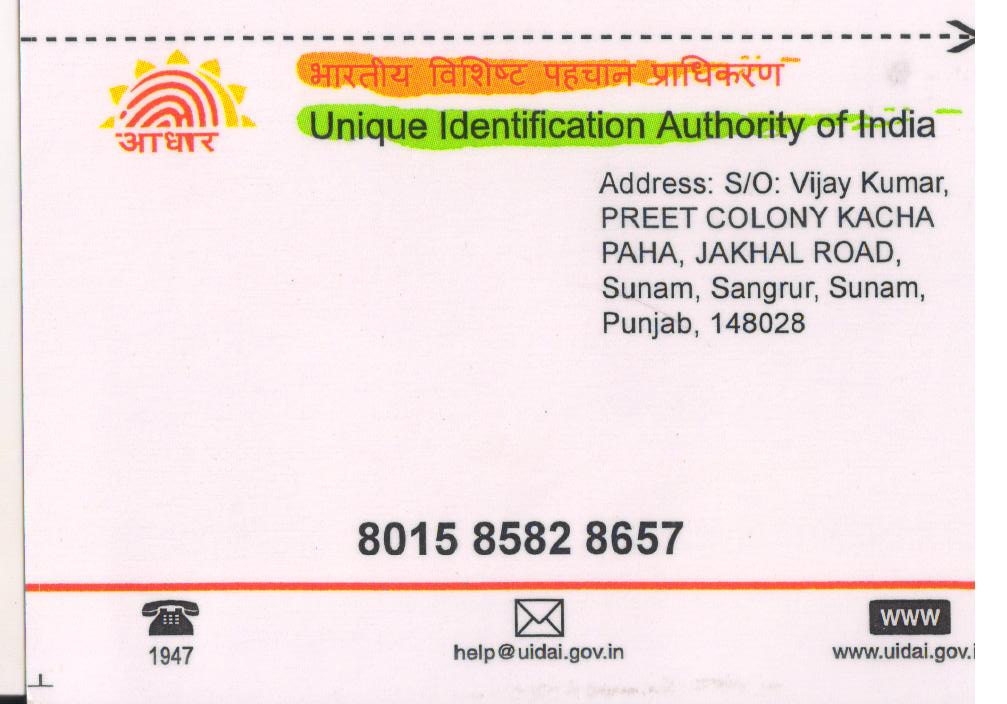 भारतीय विशिष्ट पहचान प्राधिकरण
Unique Identification Authority of India
आधार
Address: S/O: Vijay Kumar,
PREET COLONY KACHA
PAHA, JAKHAL ROAD,
Sunam, Sangrur, Sunam,
Punjab, 148028
8015 8582 8657
WWW
1947
help@uidai.gov.in
www.uidai.gov.i